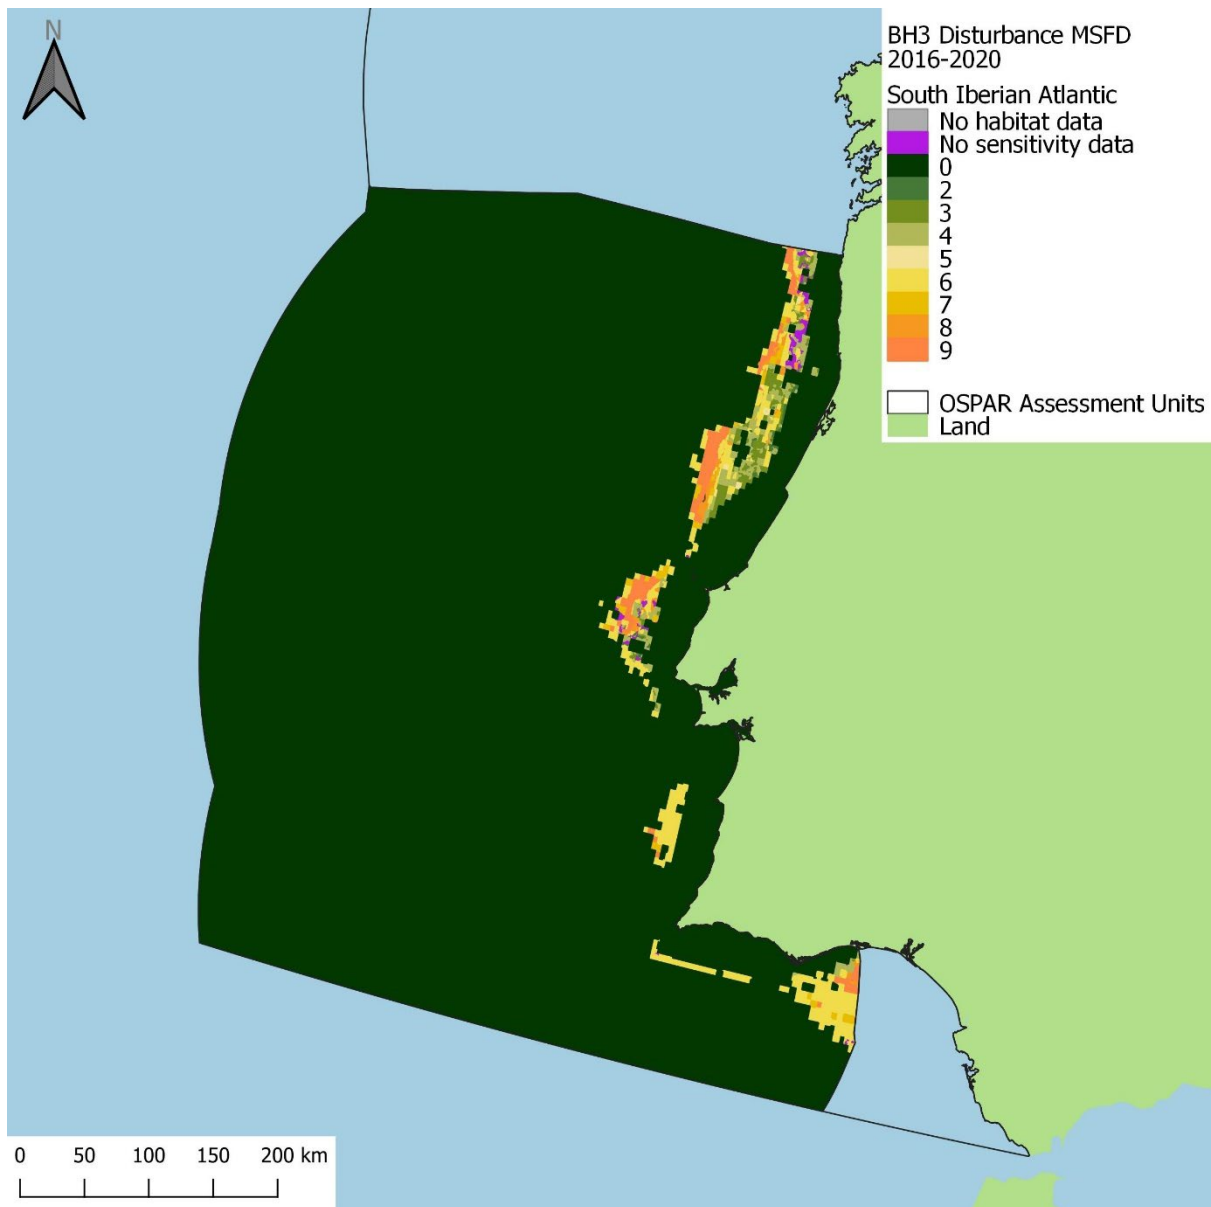 N
BH3 Disturbance MSFD
2016-2020
South Iberian Atlantic
No habitat data
No sensitivity data
0
2
3
4
5
6
7
8
9
OSPAR Assessment Units
Land
0 50 100 150 200 km